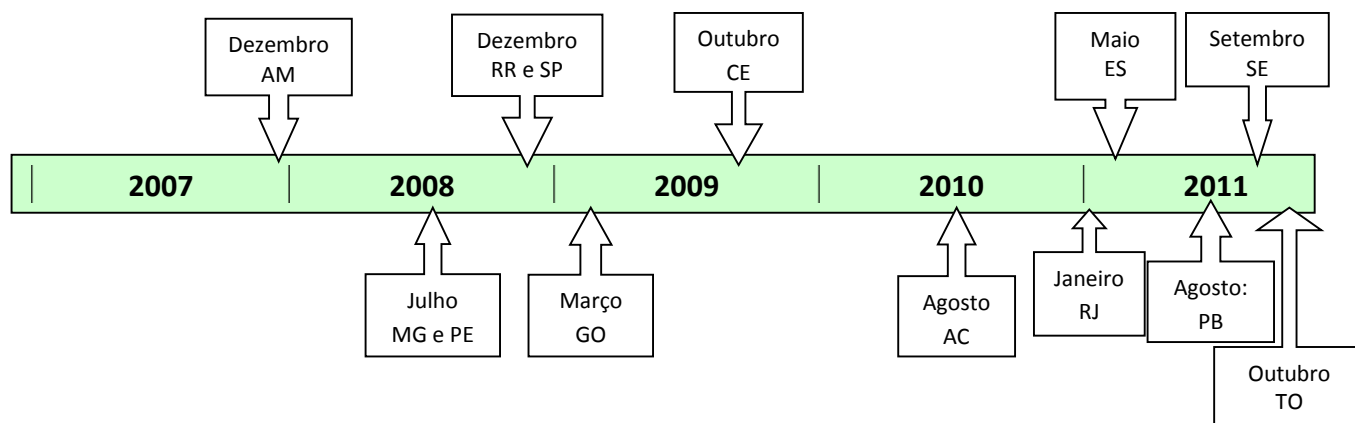 Dezembro
AM
Dezembro
RR e SP
Outubro
CE
Maio
ES
Setembro
SE
2007
2008
2009
2010
2011
Julho
MG e PE
Março
GO
Agosto
AC
Janeiro
RJ
Agosto:
PB
Outubro
TO